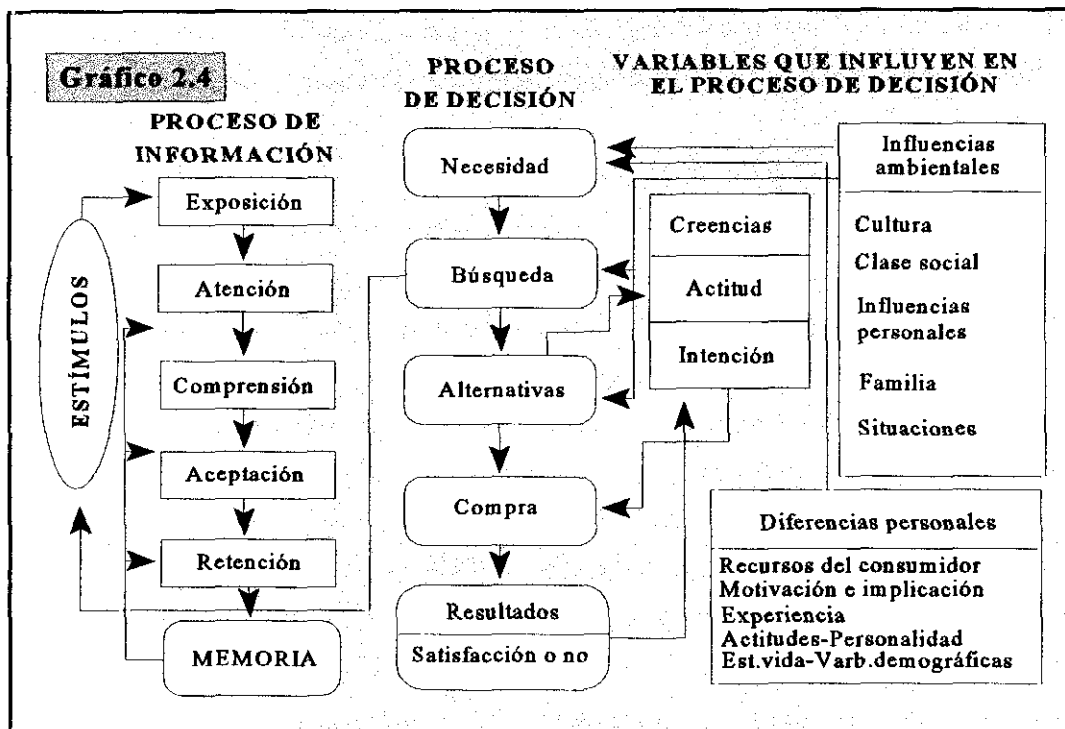 Gráfico 2.4
PROCESO DE
INFORMACIÓN
ESTÍMULOS
Exposición
Atención
Comprensión
Aceptación
Retención
MEMORIA
PROCESO
DE DECISIÓN
Necesidad
Búsqueda
Alternativas
Compra
Resultados
Satisfacción o no
VARIABLES QUE INFLUYEN EN
EL PROCESO DE DECISIÓN
Creencias
Actitud
Intención
Influencias
ambientales
Cultura
Clase social
Influencias
personales
Familia
Situaciones
Diferencias personales
Recursos del consumidor
Motivación e implicación
Experiencia
Actitudes-Personalidad
Est.vida-Varb.demográficas